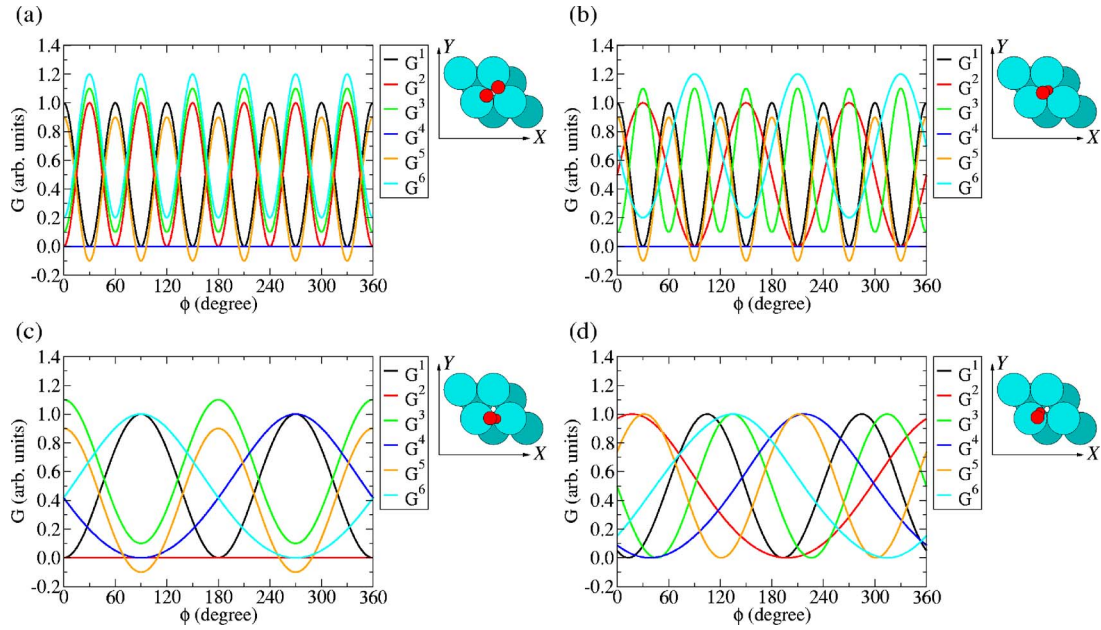 (a)
1.4
1.2
1.0
0.8
0.6
0.4
0.2
0.0
-0.2
G (arb. units)
0 60 120 180 240 300 360
ϕ (degree)
G¹
G²
G³
G⁴
G⁵
G⁶
Y
X
(b)
1.4
1.2
1.0
0.8
0.6
0.4
0.2
0.0
-0.2
G (arb. units)
0 60 120 180 240 300 360
ϕ (degree)
G¹
G²
G³
G⁴
G⁵
G⁶
Y
X
(c)
1.4
1.2
1.0
0.8
0.6
0.4
0.2
0.0
-0.2
G (arb. units)
0 60 120 180 240 300 360
ϕ (degree)
G¹
G²
G³
G⁴
G⁵
G⁶
Y
X
(d)
1.4
1.2
1.0
0.8
0.6
0.4
0.2
0.0
-0.2
G (arb. units)
0 60 120 180 240 300 360
ϕ (degree)
G¹
G²
G³
G⁴
G⁵
G⁶
Y
X